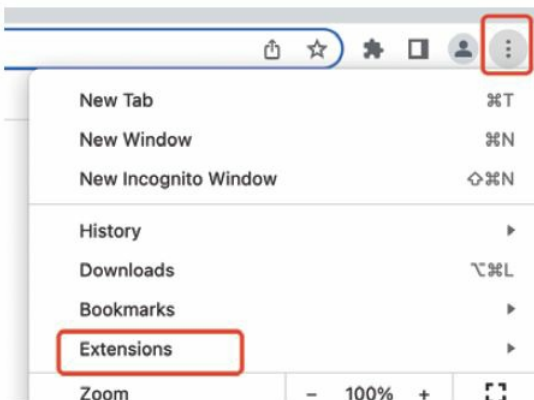 New Tab ⌘T
New Window ⌘N
New Incognito Window ⇧⌘N
History
Downloads ⌥⌘L
Bookmarks
Extensions
Zoom - 100% +